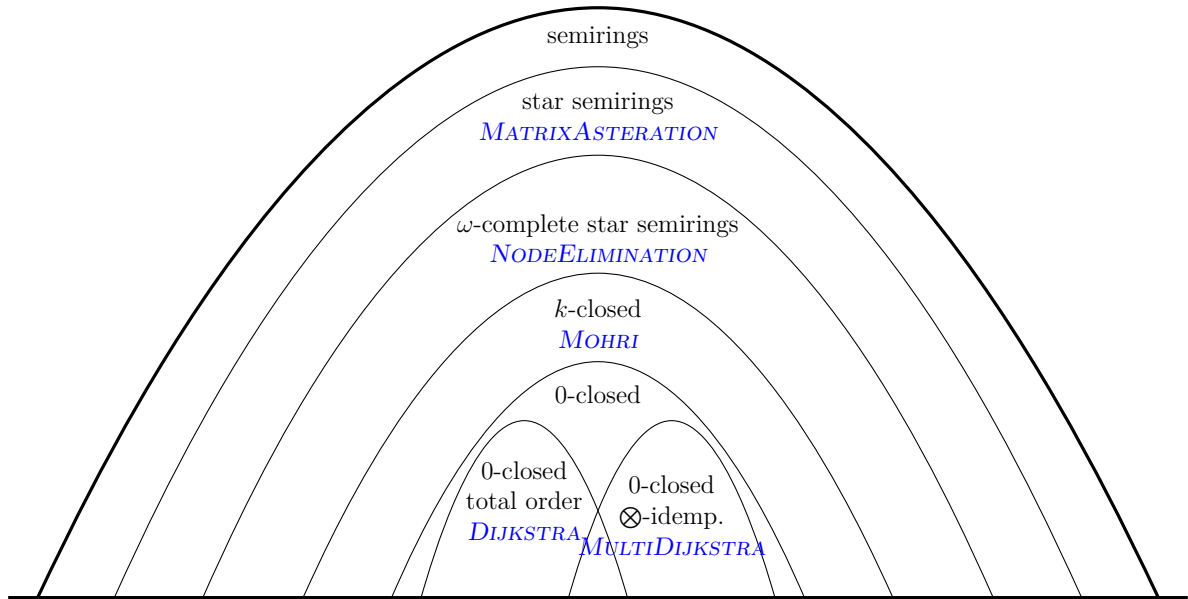 semirings
star semirings
MATRIXASTERATION
ω-complete star semirings
NODEELIMINATION
k-closed
MOHRI
0-closed
0-closed
total order
DIJKSTRA
0-closed
⊗-idemp.
MULTIDIJKSTRA